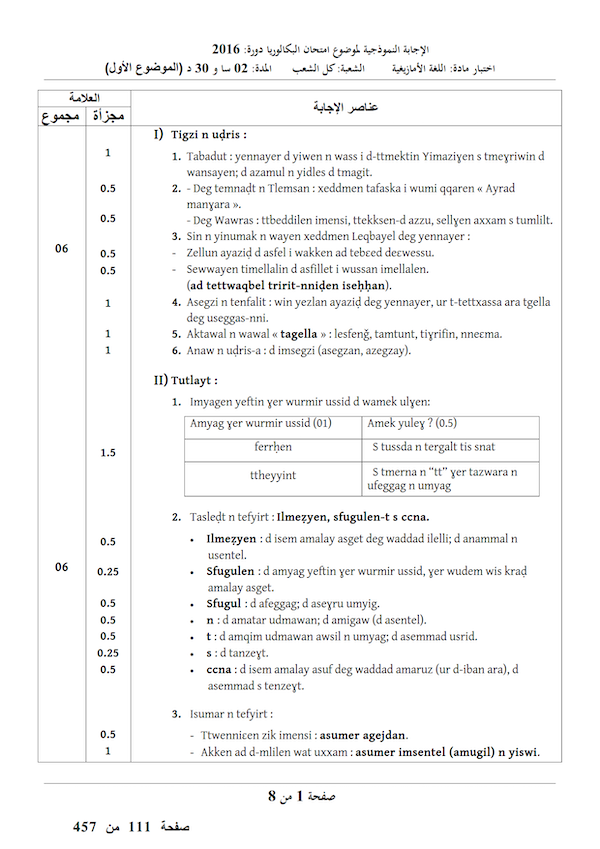 الإجابة النموذجية لموضوع امتحان البكالوريا دورة: 2016
اختبار مادة: اللغة الأمازيغية الشعبة: كل الشعب المدة: 02 سا و 30 د (الموضوع الأول)
العلامة
عناصر الإجابة
مجموع مجزأة
I) Tigzi n uḍris :
1 1. Tabadut : yennayer d yiwen n wass i d-ttmektin Yimaziɣen s tmeɣriwin d
wansayen; d azamul n yidles d tmagit.
0.5 2. - Deg temnaḍt n Tlemsan : xeddmen tafaska i wumi qqaren « Ayrad
manɣara ».
0.5 - Deg Wawras : ttbeddilen imensi, ttekksen-d azzu, sellɣen axxam s tumlilt.
06 3. Sin n yinumak n wayen xeddmen Leqbayel deg yennayer :
0.5 - Zellun ayaziḍ d asfel i wakken ad tebɛed deɛwessu.
0.5 - Sewwayen timellalin d asfillet i wussan imellalen.
(ad tettwaqbel tririt-nniḍen iseḥḥan).
1 4. Asegzi n tenfalit : win yezlan ayaziḍ deg yennayer, ur t-tettxassa ara tgella
deg useggas-nni.
1 5. Aktawal n wawal « tagella » : lesfenǧ, tamtunt, tiɣrifin, nneɛma.
1 6. Anaw n uḍris-a : d imsegzi (asegzan, azegzay).
II) Tutlayt :
1. Imyagen yeftin ɣer wurmir ussid d wamek ulɣen:
Amyag ɣer wurmir ussid (01) Amek yuleɣ ? (0.5)
1.5 ferrḥen S tussda n tergalt tis snat
ttheyyint S tmerna n “tt” ɣer tazwara n
ufeggag n umyag
2. Tasleḍt n tefyirt : Ilmeẓyen, sfugulen-t s ccna.
0.5 • Ilmeẓyen : d isem amalay asget deg waddad ilelli; d anammal n
usentel.
06 0.25 • Sfugulen : d amyag yeftin ɣer wurmir ussid, ɣer wudem wis kraḍ
amalay asget.
0.5 • Sfugul : d afeggag; d aseɣru umyig.
0.5 • n : d amatar udmawan; d amigaw (d asentel).
0.5 • t : d amqim udmawan awsil n umyag; d asemmad usrid.
0.25 • s : d tanzeɣt.
0.5 • ccna : d isem amalay asuf deg waddad amaruz (ur d-iban ara), d
asemmad s tenzeɣt.
3. Isumar n tefyirt :
0.5 - Ttwennicen zik imensi : asumer agejdan.
1 - Akken ad d-mlilen wat uxxam : asumer imsentel (amugil) n yiswi.
صفحة 1 من 8
صفحة 111 من 457